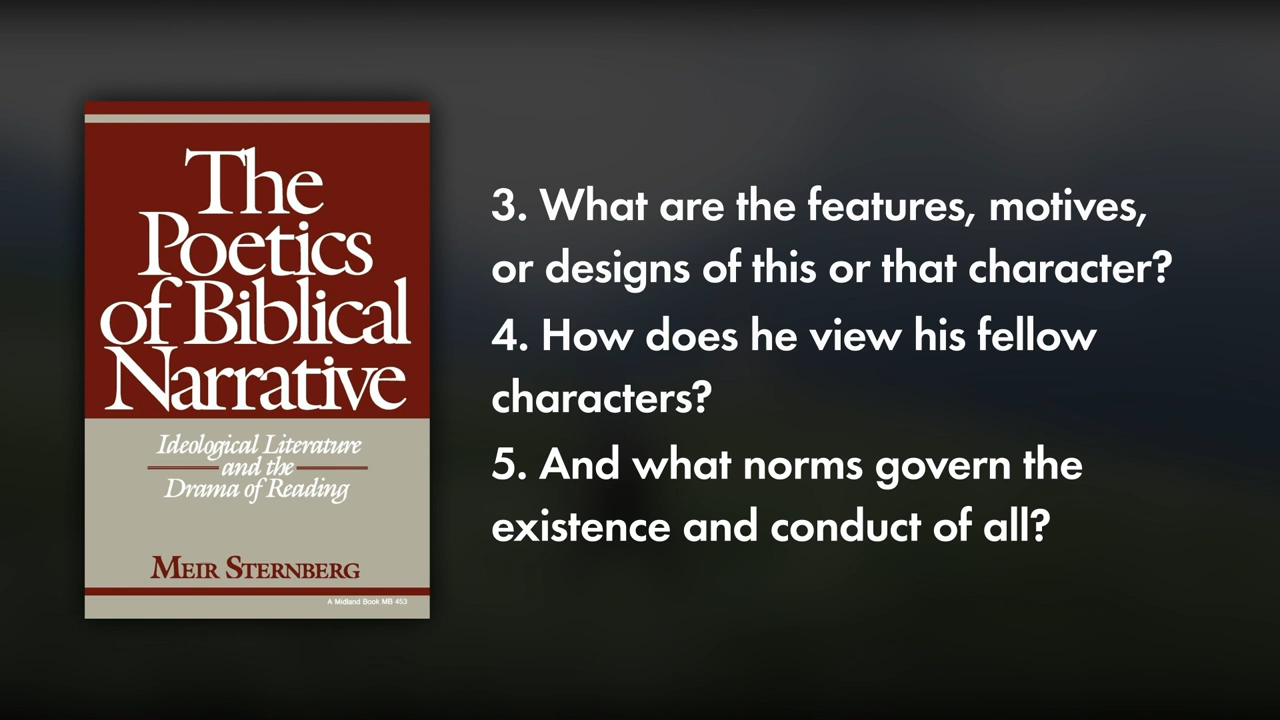 The
Poetics
of Biblical
Narrative
Ideological Literature
and the
Drama of Reading
MEIR STERNBERG
A Midland Book MB 453
3. What are the features, motives,
or designs of this or that character?
4. How does he view his fellow
characters?
5. And what norms govern the
existence and conduct of all?